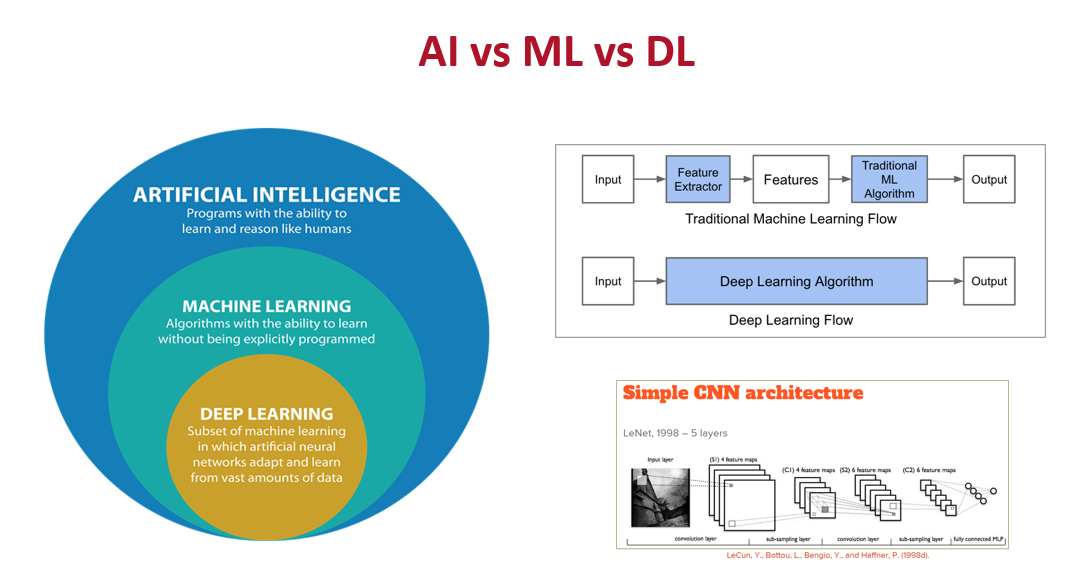 AI vs ML vs DL
ARTIFICIAL INTELLIGENCE
Programs with the ability to
learn and reason like humans
MACHINE LEARNING
Algorithms with the ability to learn
without being explicitly programmed
DEEP LEARNING
Subset of machine learning
in which artificial neural
networks adapt and learn
from vast amounts of data
Input
Feature
Extractor
Features
Traditional
ML
Algorithm
Output
Traditional Machine Learning Flow
Input
Deep Learning Algorithm
Output
Deep Learning Flow
Simple CNN architecture
LeNet, 1998 – 5 layers
Input layer
(S1) 4 feature maps
(C1) 4 feature maps
(S2) 6 feature maps
(C2) 6 feature maps
convolution layer
sub-sampling layer
convolution layer
sub-sampling layer
fully connected MLP
LeCun, Y., Bottou, L., Bengio, Y., and Haffner, P. (1998d).